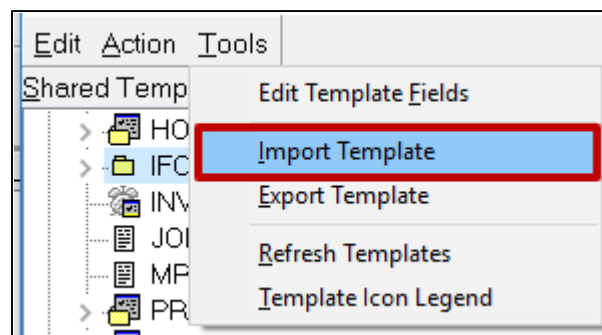 Edit Action Tools
Shared Temp
Edit Template Fields
HO
Import Template
IFC
Export Template
INV
JOI
Refresh Templates
MP
Template Icon Legend
PR